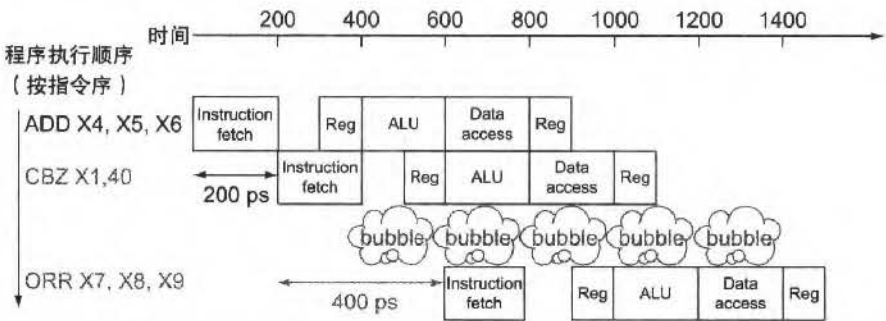 200 400 600 800 1000 1200 1400
时间
程序执行顺序
（按指令序）
ADD X4, X5, X6
Instruction fetch
Reg
ALU
Data access
Reg
CBZ X1,40
200 ps
Instruction fetch
Reg
ALU
Data access
Reg
bubble bubble bubble bubble bubble
ORR X7, X8, X9
400 ps
Instruction fetch
Reg
ALU
Data access
Reg